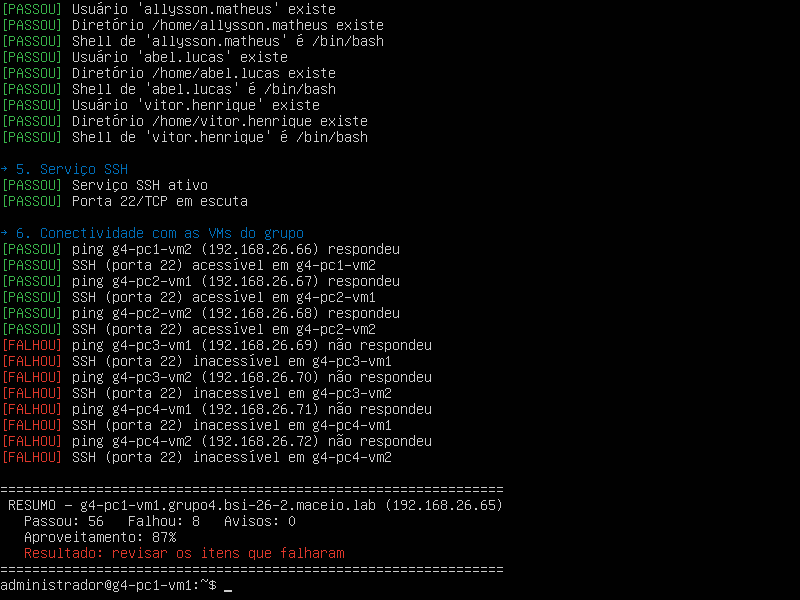 [PASSOU] Usuário 'allysson.matheus' existe
[PASSOU] Diretório /home/allysson.matheus existe
[PASSOU] Shell de 'allysson.matheus' é /bin/bash
[PASSOU] Usuário 'abel.lucas' existe
[PASSOU] Diretório /home/abel.lucas existe
[PASSOU] Shell de 'abel.lucas' é /bin/bash
[PASSOU] Usuário 'vitor.henrique' existe
[PASSOU] Diretório /home/vitor.henrique existe
[PASSOU] Shell de 'vitor.henrique' é /bin/bash

→ 5. Serviço SSH
[PASSOU] Serviço SSH ativo
[PASSOU] Porta 22/TCP em escuta

→ 6. Conectividade com as VMs do grupo
[PASSOU] ping g4-pc1-vm2 (192.168.26.66) respondeu
[PASSOU] SSH (porta 22) acessível em g4-pc1-vm2
[PASSOU] ping g4-pc2-vm1 (192.168.26.67) respondeu
[PASSOU] SSH (porta 22) acessível em g4-pc2-vm1
[PASSOU] ping g4-pc2-vm2 (192.168.26.68) respondeu
[PASSOU] SSH (porta 22) acessível em g4-pc2-vm2
[FALHOU] ping g4-pc3-vm1 (192.168.26.69) não respondeu
[FALHOU] SSH (porta 22) inacessível em g4-pc3-vm1
[FALHOU] ping g4-pc3-vm2 (192.168.26.70) não respondeu
[FALHOU] SSH (porta 22) inacessível em g4-pc3-vm2
[FALHOU] ping g4-pc4-vm1 (192.168.26.71) não respondeu
[FALHOU] SSH (porta 22) inacessível em g4-pc4-vm1
[FALHOU] ping g4-pc4-vm2 (192.168.26.72) não respondeu
[FALHOU] SSH (porta 22) inacessível em g4-pc4-vm2

===============================================================
RESUMO - g4-pc1-vm1.grupo4.bsi-26-2.maceio.lab (192.168.26.65)
Passou: 56   Falhou: 8   Avisos: 0
Aproveitamento: 87%
Resultado: revisar os itens que falharam
===============================================================
administrador@g4-pc1-vm1:~$ _